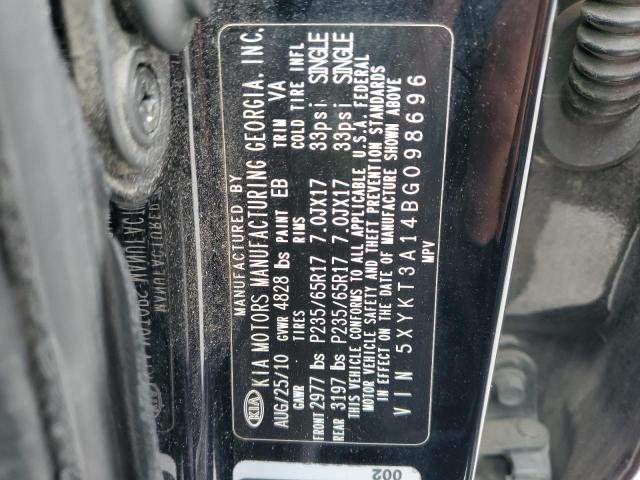 MANUFACTURED BY
KIA KIA MOTORS MANUFACTURING GEORGIA, INC.
AUG/25/10 GVWR 4828 lbs PAINT EB TRIM VA
GAWR TIRES RIMS COLD TIRE INFL
FRONT 2977 lbs P235/65R17 7.0JX17 33psi SINGLE
REAR 3197 lbs P235/65R17 7.0JX17 33psi SINGLE
THIS VEHICLE CONFORMS TO ALL APPLICABLE U.S.A. FEDERAL
MOTOR VEHICLE SAFETY AND THEFT PREVENTION STANDARDS
IN EFFECT ON THE DATE OF MANUFACTURE SHOWN ABOVE
VIN 5XYKT3A14BG098696
MPV
002